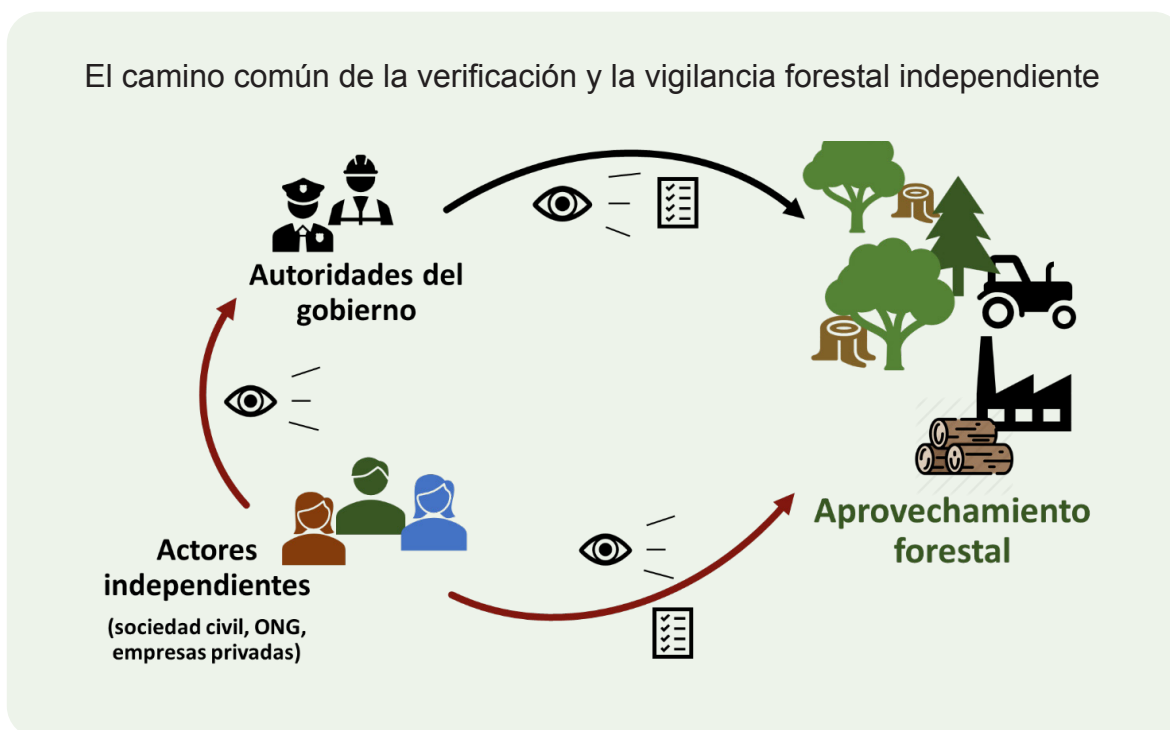 El camino común de la verificación y la vigilancia forestal independiente
Autoridades del
gobierno
Actores
independientes
(sociedad civil, ONG,
empresas privadas)
Aprovechamiento
forestal